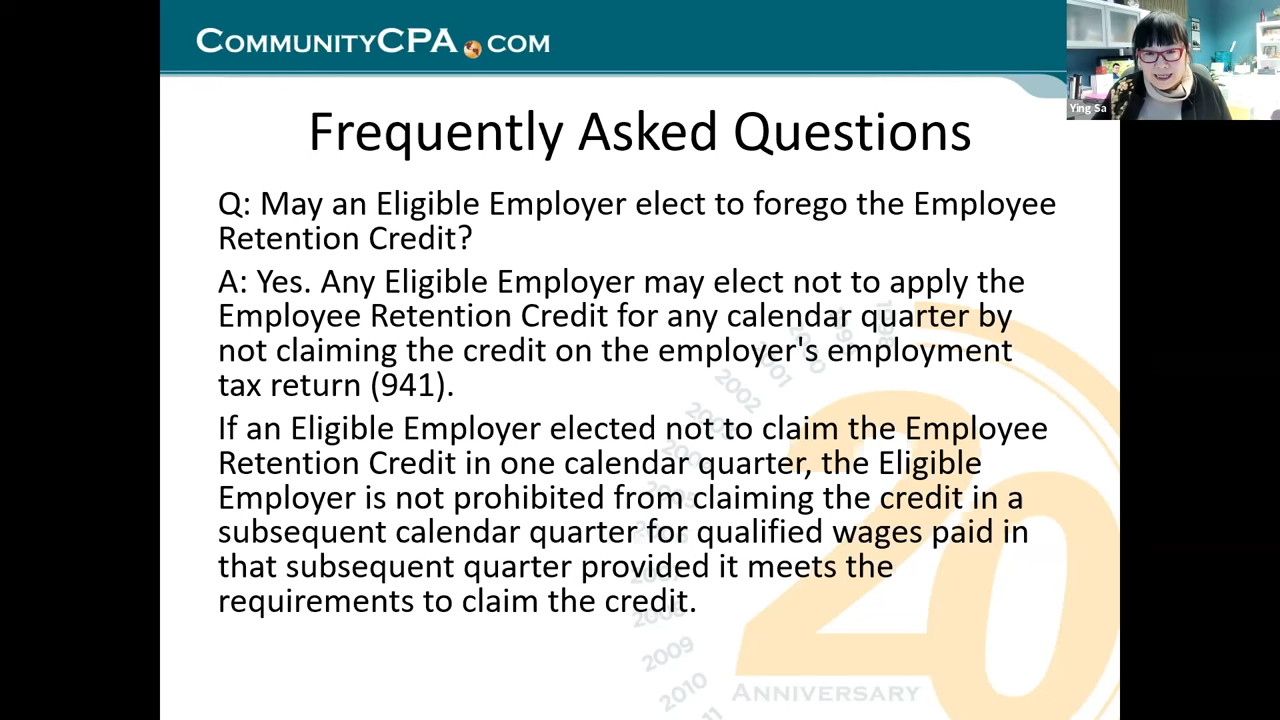 COMMUNITYCPA.COM
Ying Sa
Frequently Asked Questions
Q: May an Eligible Employer elect to forego the Employee
Retention Credit?
A: Yes. Any Eligible Employer may elect not to apply the
Employee Retention Credit for any calendar quarter by
not claiming the credit on the employer's employment
tax return (941).
If an Eligible Employer elected not to claim the Employee
Retention Credit in one calendar quarter, the Eligible
Employer is not prohibited from claiming the credit in a
subsequent calendar quarter for qualified wages paid in
that subsequent quarter provided it meets the
requirements to claim the credit.
2002
2009
2010
20
ANNIVERSARY